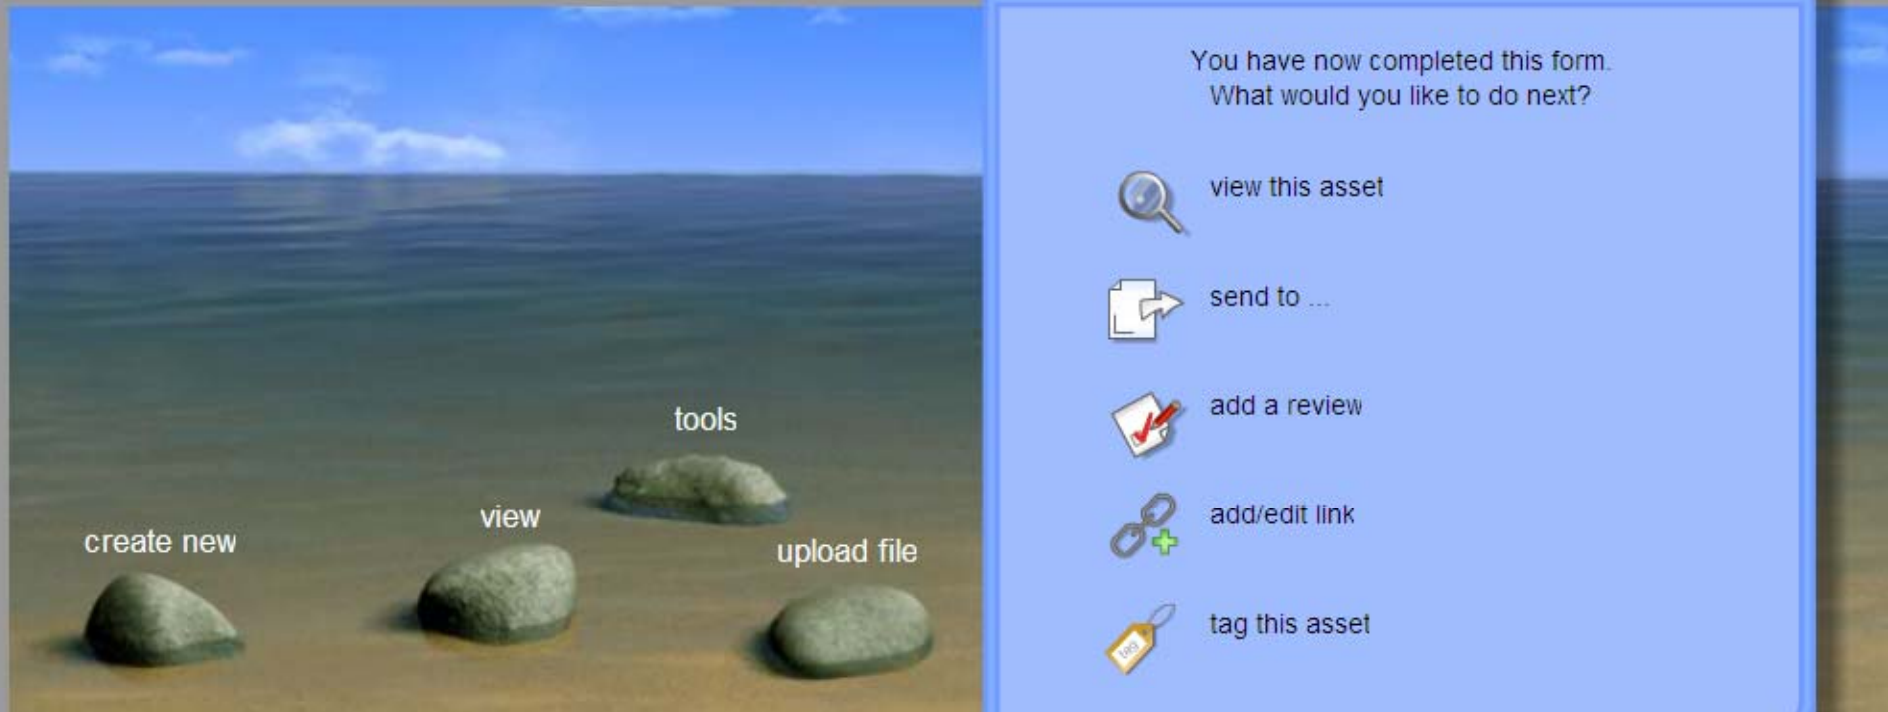 tools
view
create new
upload file
You have now completed this form.
What would you like to do next?
view this asset
send to ...
add a review
add/edit link
tag this asset
tag